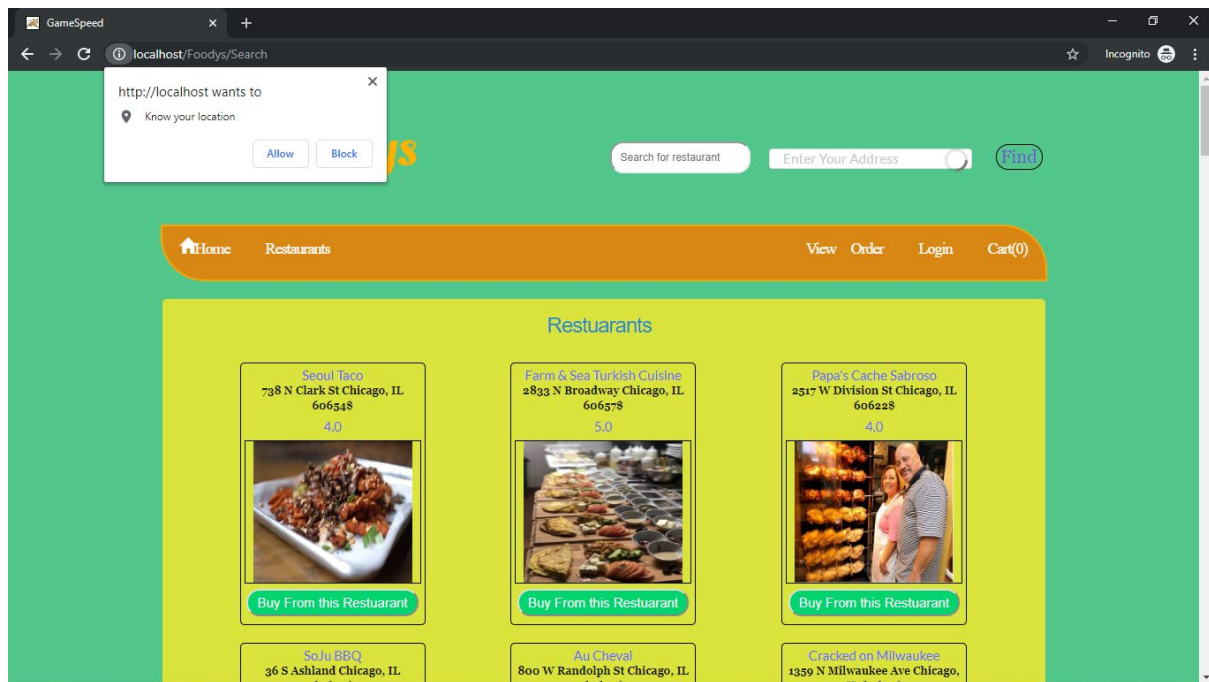 GameSpeed
localhost/Foodys/Search
Incognito
http://localhost wants to
Know your location
Allow Block
ys
Search for restaurant
Enter Your Address
Find
Home Restaurants View Order Login Cart(0)
Restuarants
Seoul Taco
738 N Clark St Chicago, IL
60654$
4.0
Buy From this Restuarant
Farm & Sea Turkish Cuisine
2833 N Broadway Chicago, IL
60657$
5.0
Buy From this Restuarant
Papa's Cache Sabroso
2517 W Division St Chicago, IL
60622$
4.0
Buy From this Restuarant
SoJu BBQ
36 S Ashland Chicago, IL
Au Cheval
800 W Randolph St Chicago, IL
Cracked on Milwaukee
1359 N Milwaukee Ave Chicago,